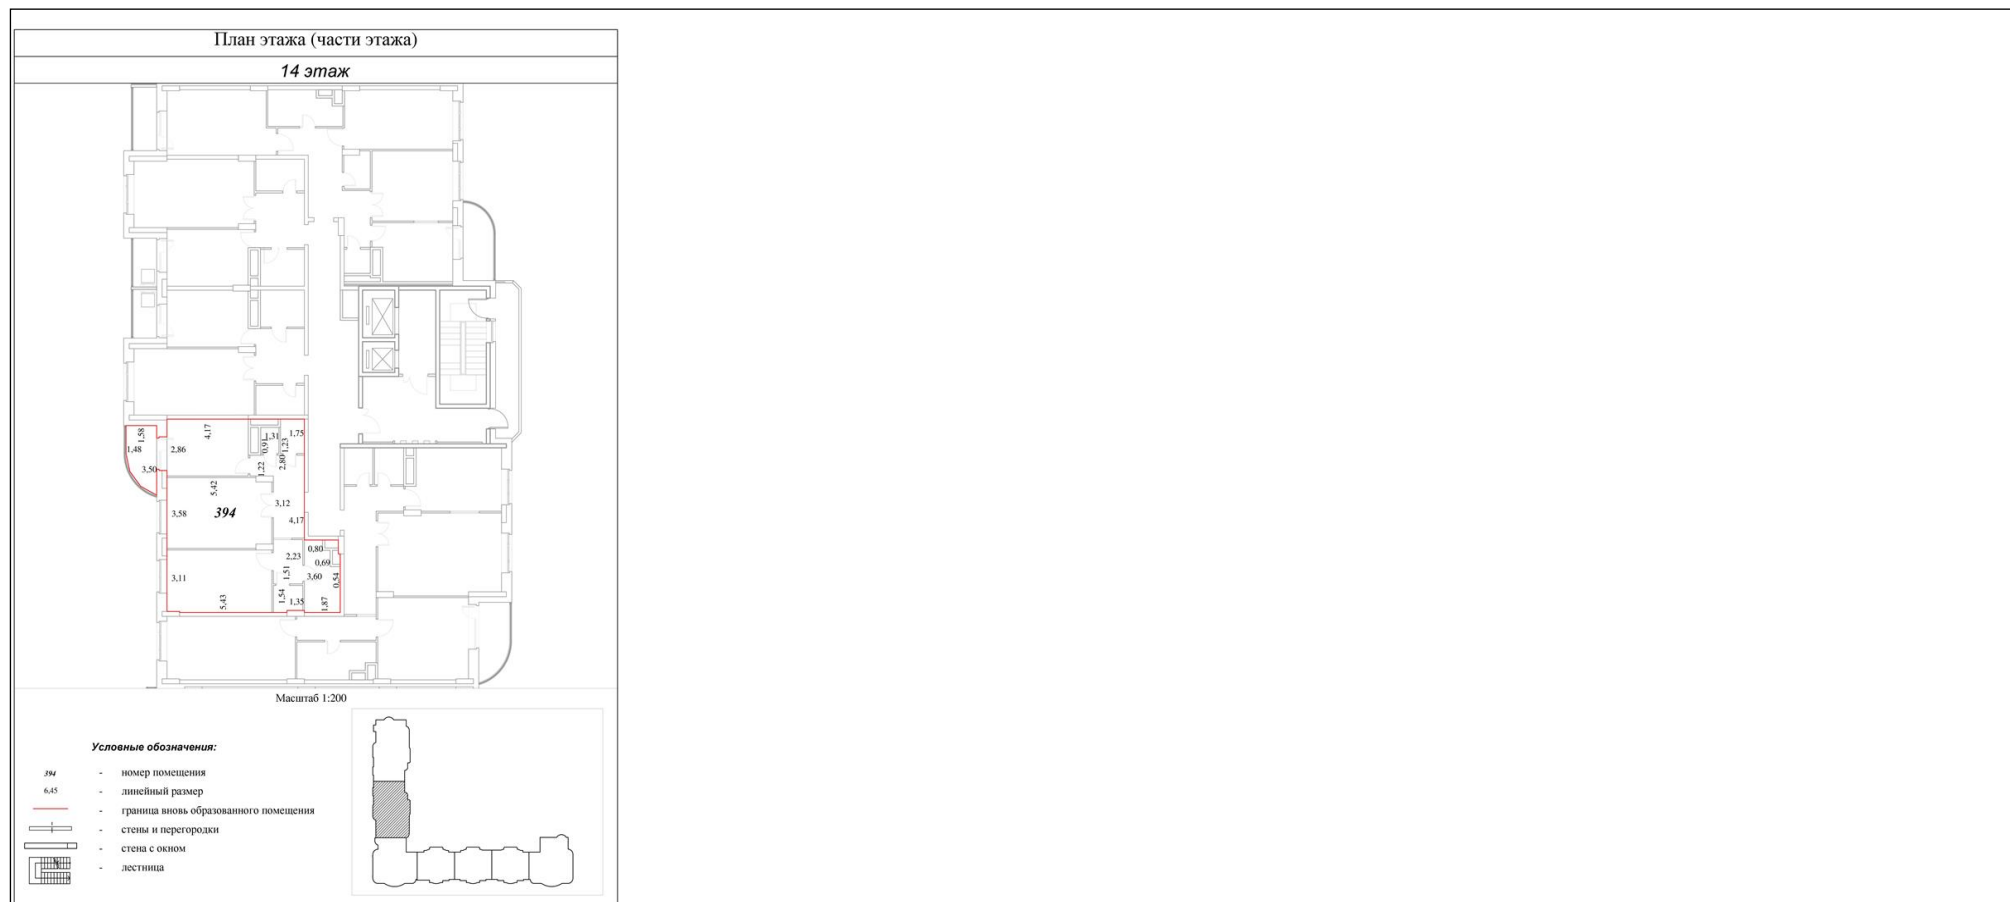 План этажа (части этажа)
14 этаж
4,17
1,58
1,48
3,50
2,86
1,31
1,75
0,91
1,23
1,22
2,80
5,42
3,58
394
3,12
4,17
0,80
2,23
0,69
3,11
1,51
3,60
0,54
5,43
1,54
1,35
1,87
Масштаб 1:200
Условные обозначения:
394 - номер помещения
6,45 - линейный размер
- граница вновь образованного помещения
- стены и перегородки
- стена с окном
- лестница